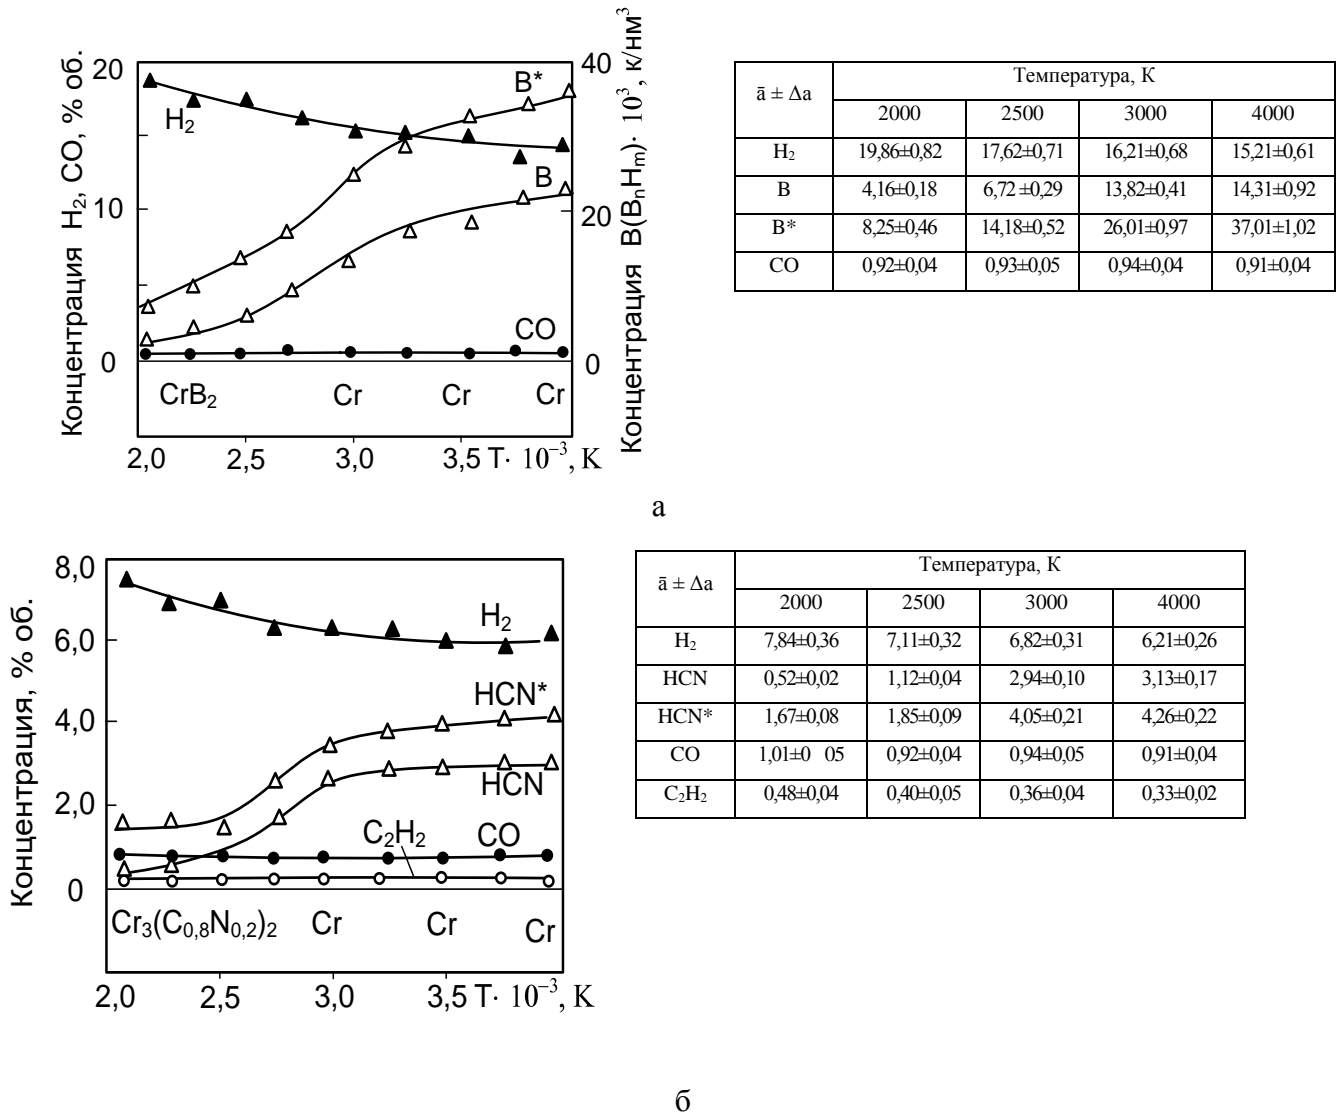 Концентрация H₂, CO, % об.
20
10
0
H₂
B*
B
CO
CrB₂ Cr Cr Cr
40
20
0
Концентрация B(BₙHₘ)· 10³, к/нм³
2,0 2,5 3,0 3,5 T· 10⁻³, К
ā ± Δa Температура, К
2000 2500 3000 4000
H₂ 19,86±0,82 17,62±0,71 16,21±0,68 15,21±0,61
B 4,16±0,18 6,72 ±0,29 13,82±0,41 14,31±0,92
B* 8,25±0,46 14,18±0,52 26,01±0,97 37,01±1,02
CO 0,92±0,04 0,93±0,05 0,94±0,04 0,91±0,04
а
Концентрация, % об.
8,0
6,0
4,0
2,0
0
H₂
HCN*
HCN
C₂H₂ CO
Cr₃(C₀,₈N₀,₂)₂ Cr Cr Cr
2,0 2,5 3,0 3,5 T· 10⁻³, К
ā ± Δa Температура, К
2000 2500 3000 4000
H₂ 7,84±0,36 7,11±0,32 6,82±0,31 6,21±0,26
HCN 0,52±0,02 1,12±0,04 2,94±0,10 3,13±0,17
HCN* 1,67±0,08 1,85±0,09 4,05±0,21 4,26±0,22
CO 1,01±0 05 0,92±0,04 0,94±0,05 0,91±0,04
C₂H₂ 0,48±0,04 0,40±0,05 0,36±0,04 0,33±0,02
б